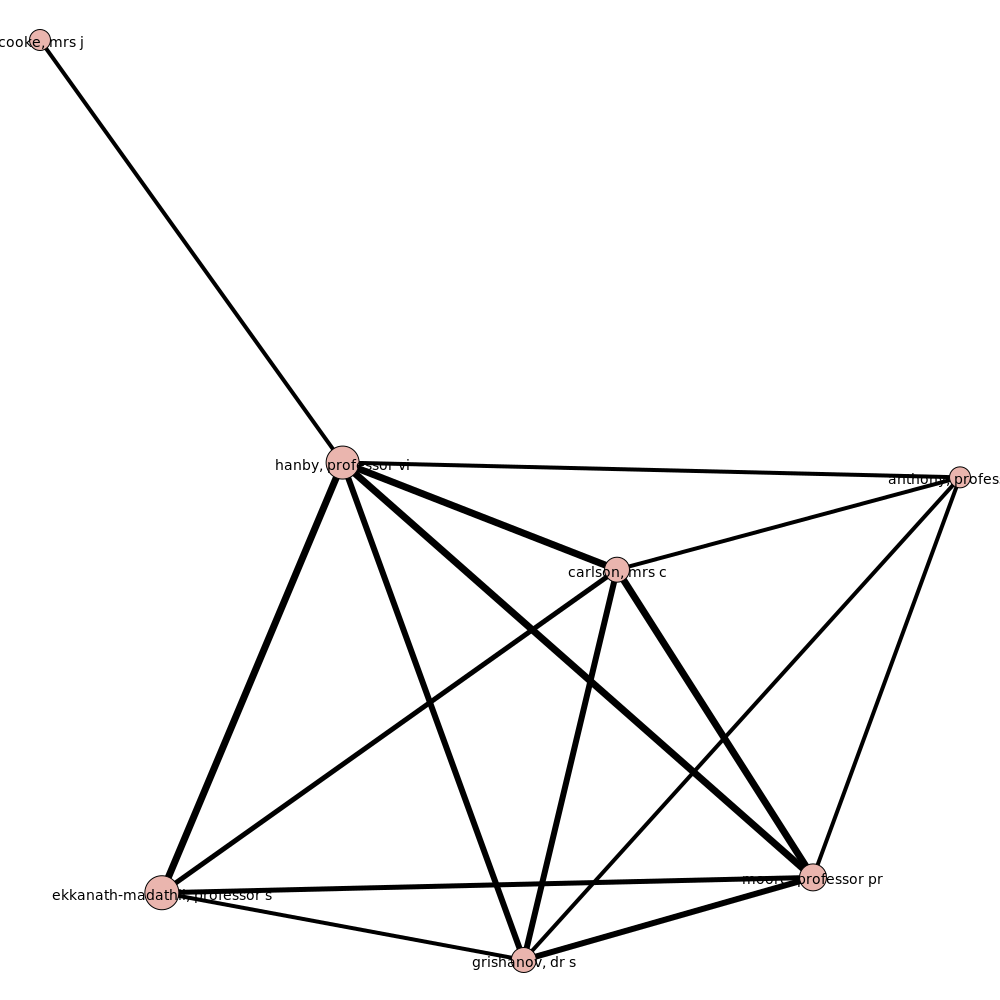 cooke, mrs j
hanby, professor vi
anthony, profes
carlson, mrs c
moore, professor pr
ekkanath-madathil, professor s
grishanov, dr s